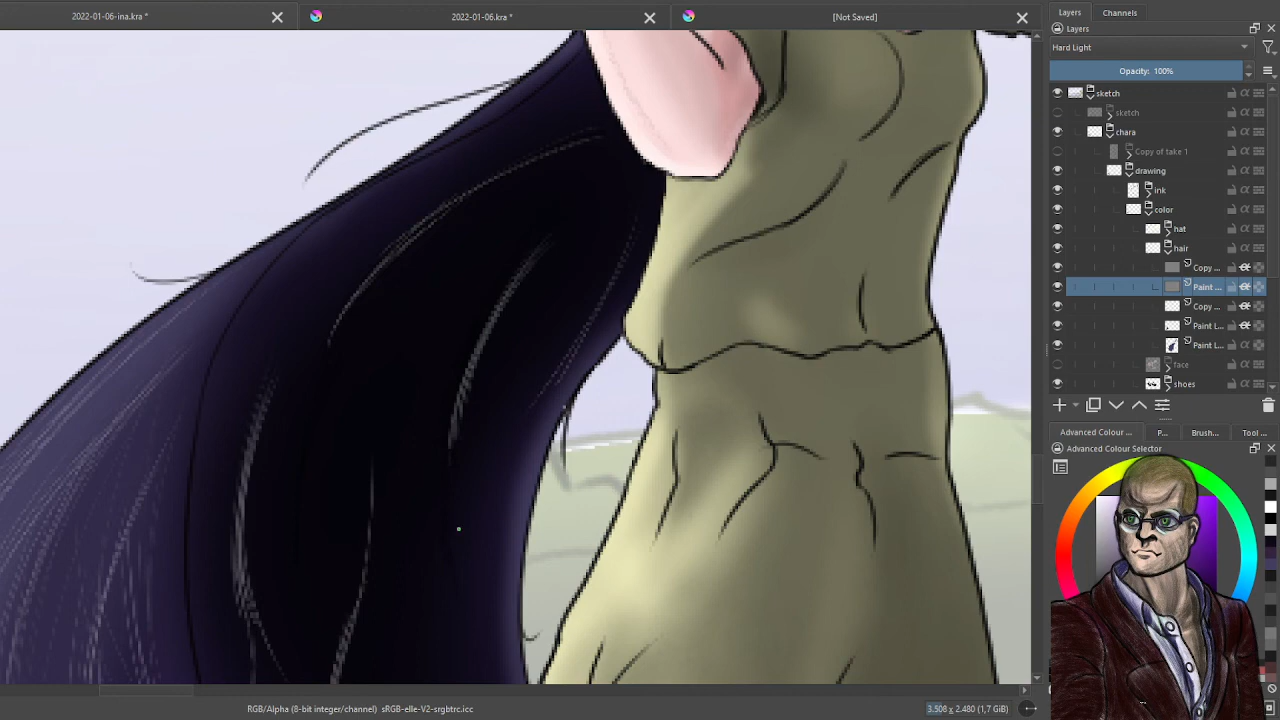 2022-01-06-ina.kra *
2022-01-06.kra *
[Not Saved]
Layers
Channels
Layers
Hard Light
Opacity: 100%
sketch
sketch
chara
Copy of take 1
drawing
ink
color
hat
hair
Copy ...
Paint ...
Copy ...
Paint L...
Paint L...
face
shoes
Advanced Colour ...
P...
Brush...
Tool ...
Advanced Colour Selector
RGB/Alpha (8-bit integer/channel) sRGB-elle-V2-srgbtrc.icc
3.508 x 2.480 (1,7 GiB)